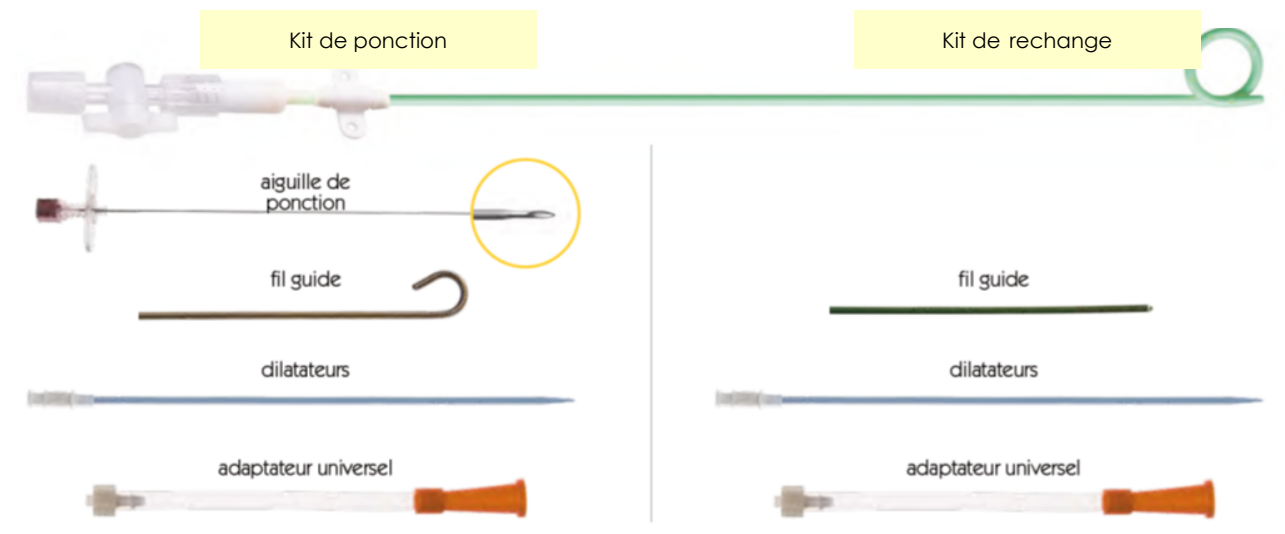 Kit de ponction
Kit de rechange
aiguille de
ponction
fil guide
fil guide
dilatateurs
dilatateurs
adaptateur universel
adaptateur universel